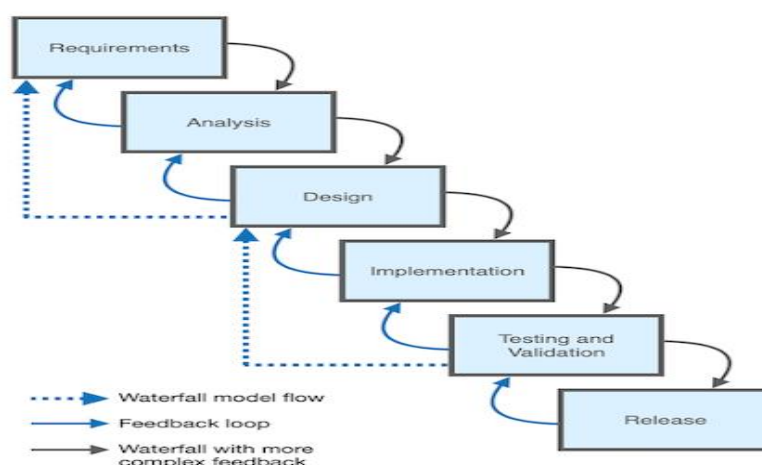 Requirements
Analysis
Design
Implementation
Testing and
Validation
Release
Waterfall model flow
Feedback loop
Waterfall with more
complex feedback